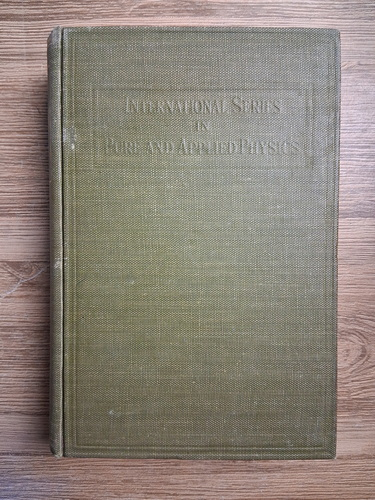 International Series
in
Pure and Applied Physics